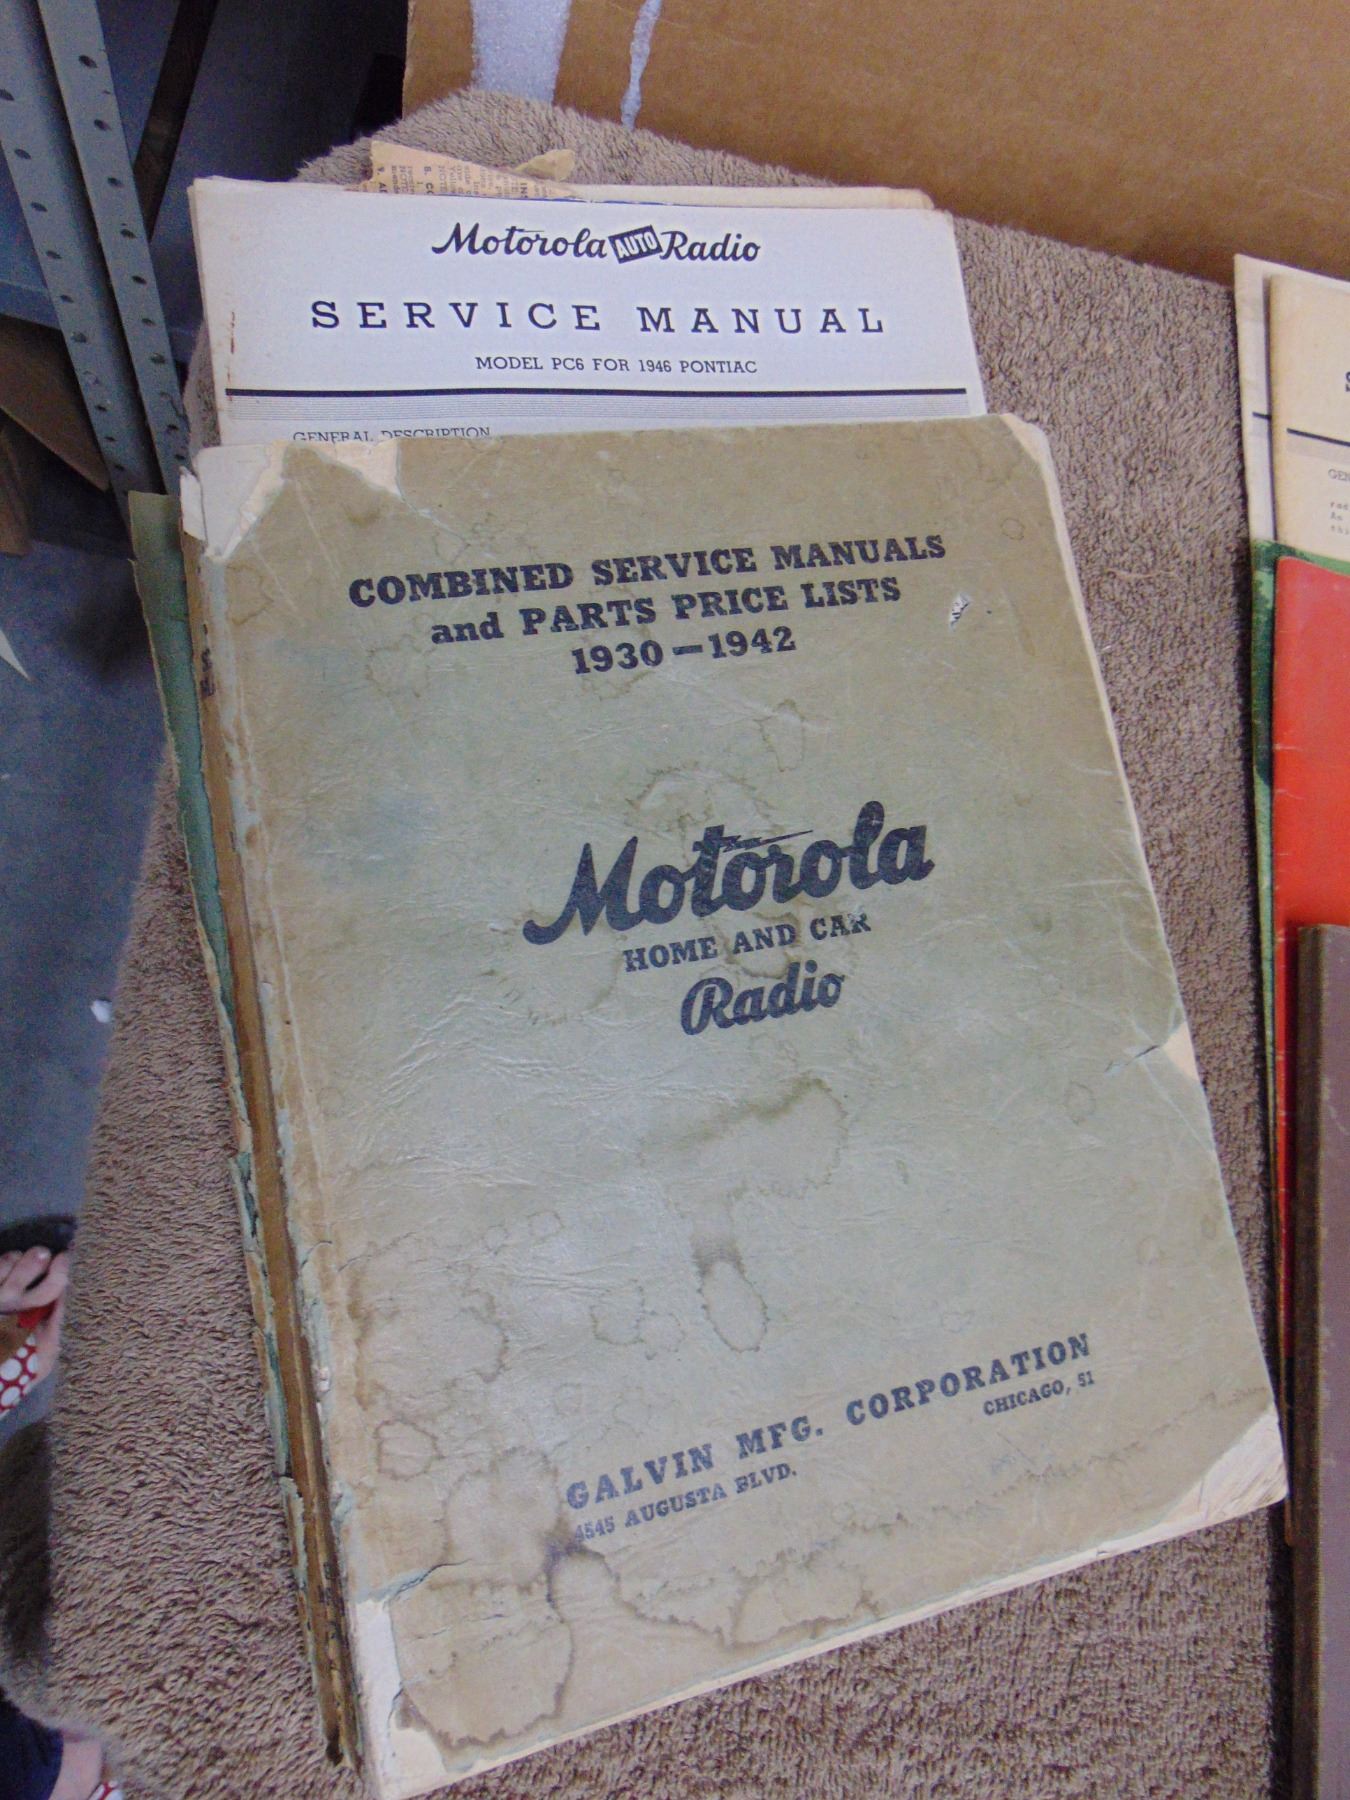 Motorola AUTO Radio
SERVICE MANUAL
MODEL PC6 FOR 1946 PONTIAC
GENERAL DESCRIPTION
COMBINED SERVICE MANUALS
and PARTS PRICE LISTS
1930—1942
Motorola
HOME AND CAR
Radio
GALVIN MFG. CORPORATION
4545 AUGUSTA BLVD. CHICAGO, 51